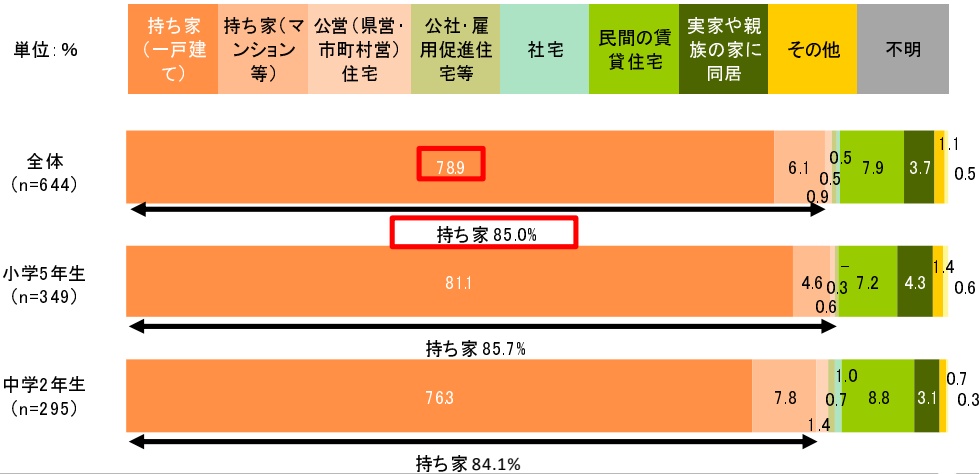 単位：％
持ち家
（一戸建
て）
持ち家（マ
ンション
等）
公営（県営・
市町村営）
住宅
公社・雇
用促進住
宅等
社宅
民間の賃
貸住宅
実家や親
族の家に
同居
その他
不明
全体
（n=644）
78.9
6.1
0.9
0.5
0.5
7.9
3.7
1.1
0.5
持ち家 85.0%
小学5年生
（n=349）
81.1
4.6
0.6
0.3
–
7.2
4.3
1.4
0.6
持ち家 85.7%
中学2年生
（n=295）
76.3
7.8
1.4
0.7
1.0
8.8
3.1
0.7
0.3
持ち家 84.1%